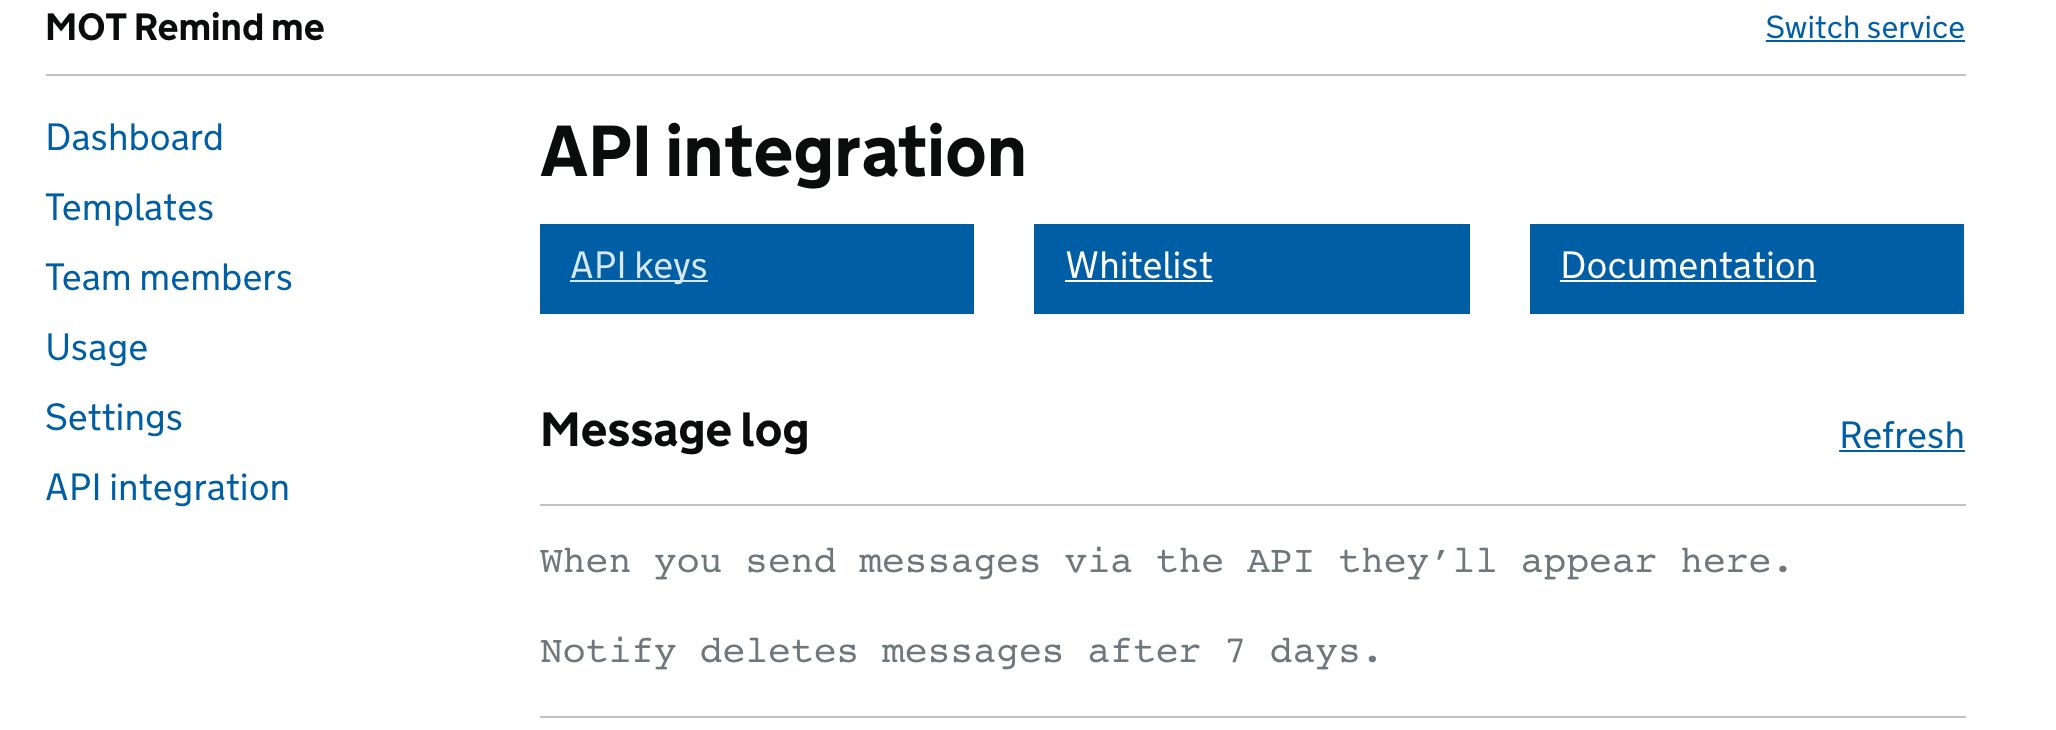 MOT Remind me
Switch service
Dashboard
Templates
Team members
Usage
Settings
API integration
API integration
API keys
Whitelist
Documentation
Message log
Refresh
When you send messages via the API they’ll appear here.
Notify deletes messages after 7 days.